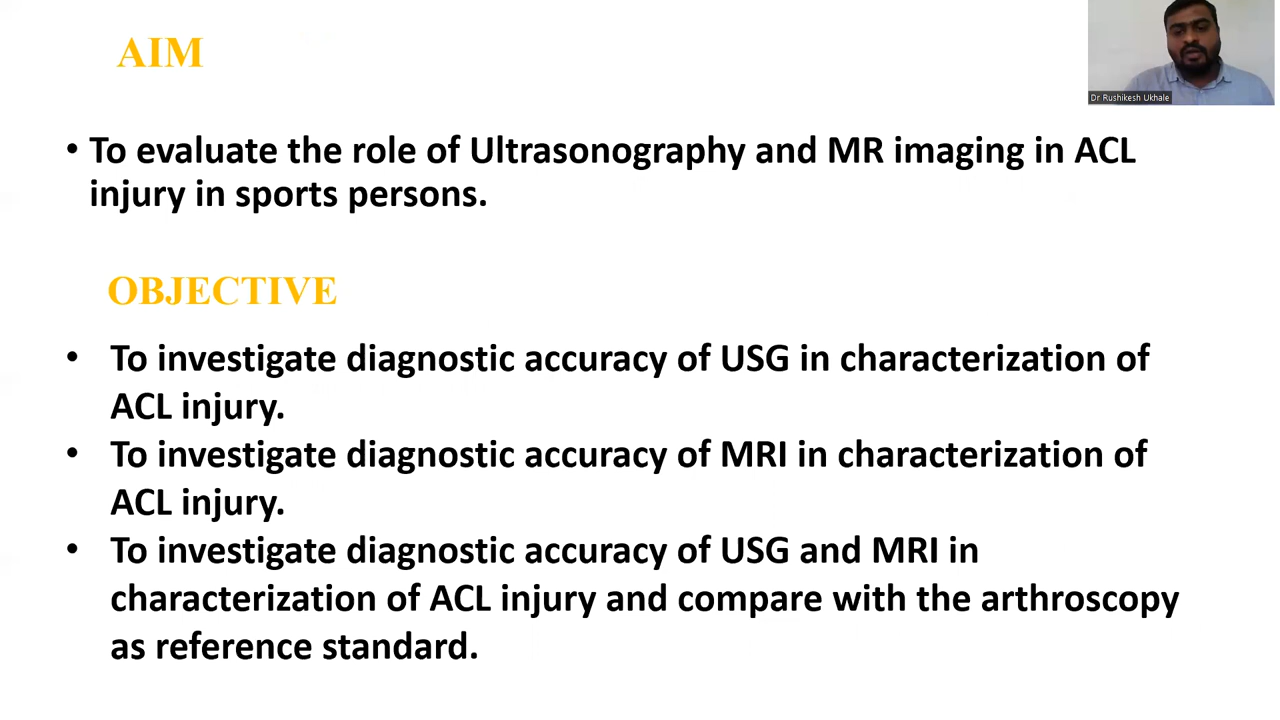 AIM
Dr Rushikesh Ukhale
• To evaluate the role of Ultrasonography and MR imaging in ACL
injury in sports persons.
OBJECTIVE
• To investigate diagnostic accuracy of USG in characterization of
ACL injury.
• To investigate diagnostic accuracy of MRI in characterization of
ACL injury.
• To investigate diagnostic accuracy of USG and MRI in
characterization of ACL injury and compare with the arthroscopy
as reference standard.